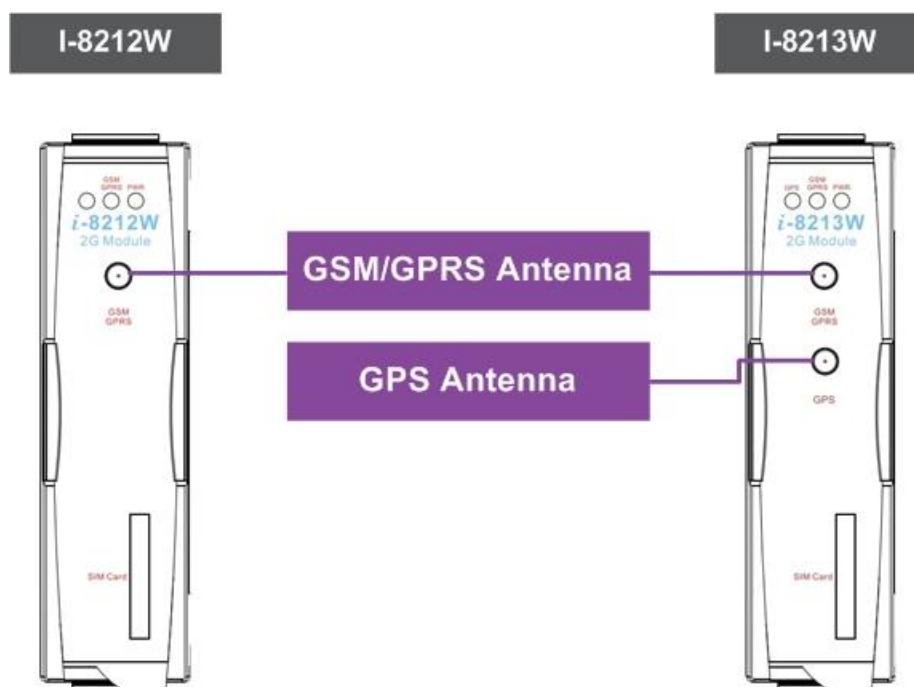 I-8212W
I-8213W
GSM
GPRS PWR
i-8212W
2G Module
GSM
GPRS
SIM Card
GSM/GPRS Antenna
GPS Antenna
GSM
GPS GPRS PWR
i-8213W
2G Module
GSM
GPRS
GPS
SIM Card